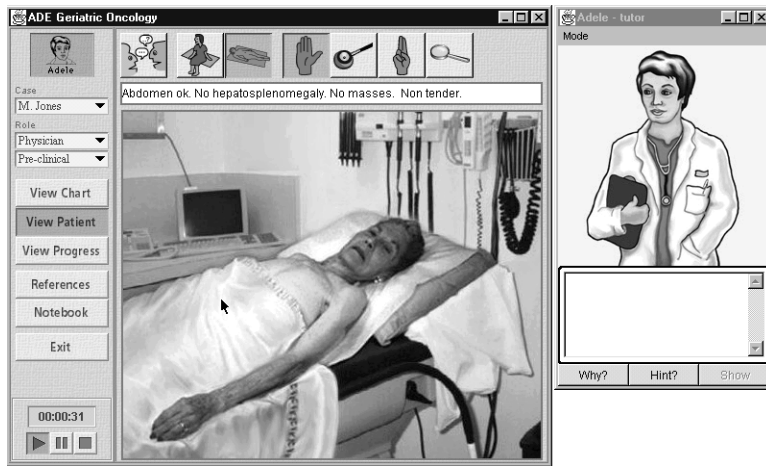 ADE Geriatric Oncology
Adele
Case
M. Jones
Role
Physician
Pre-clinical
View Chart
View Patient
View Progress
References
Notebook
Exit
00:00:31
Abdomen ok. No hepatosplenomegaly. No masses. Non tender.
Adele - tutor
Mode
Why?
Hint?
Show